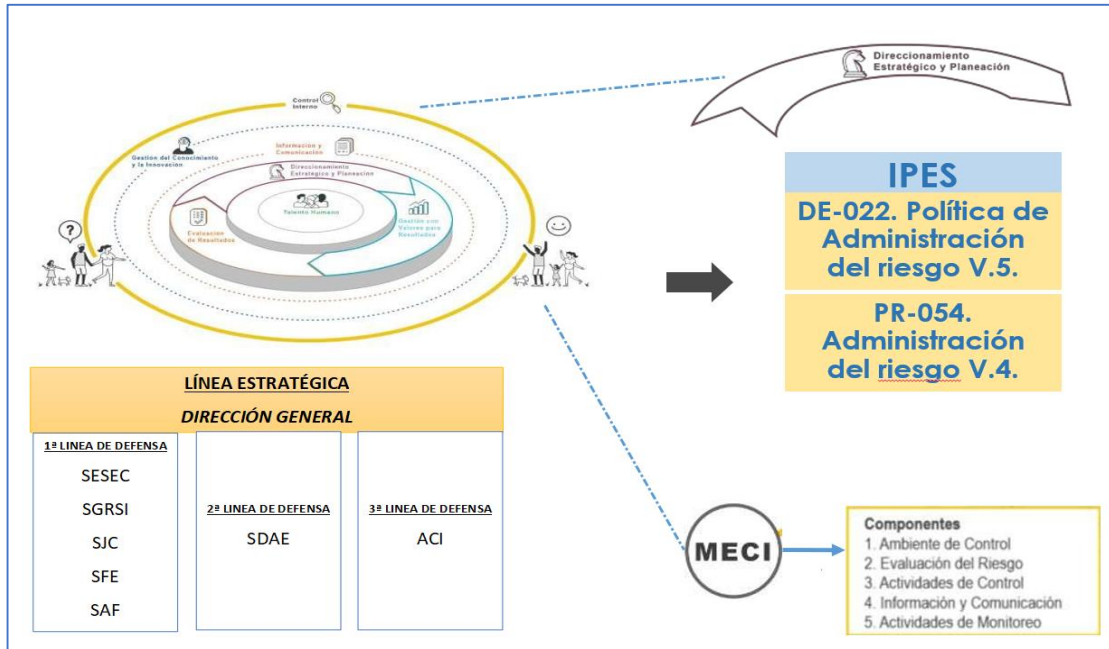 Control
Interno
Gestión del Conocimiento
y la Innovación
Información y
Comunicación
Direccionamiento
Estratégico y Planeación
Talento Humano
Evaluación
de Resultados
Gestión con
Valores para
Resultados
?
Direccionamiento
Estratégico y Planeación
IPES
DE-022. Política de
Administración
del riesgo V.5.
PR-054.
Administración
del riesgo V.4.
LÍNEA ESTRATÉGICA
DIRECCIÓN GENERAL
1ª LINEA DE DEFENSA
SESEC
SGRSI
SJC
SFE
SAF
2ª LINEA DE DEFENSA
SDAE
3ª LINEA DE DEFENSA
ACI
MECI
Componentes
1. Ambiente de Control
2. Evaluación del Riesgo
3. Actividades de Control
4. Información y Comunicación
5. Actividades de Monitoreo